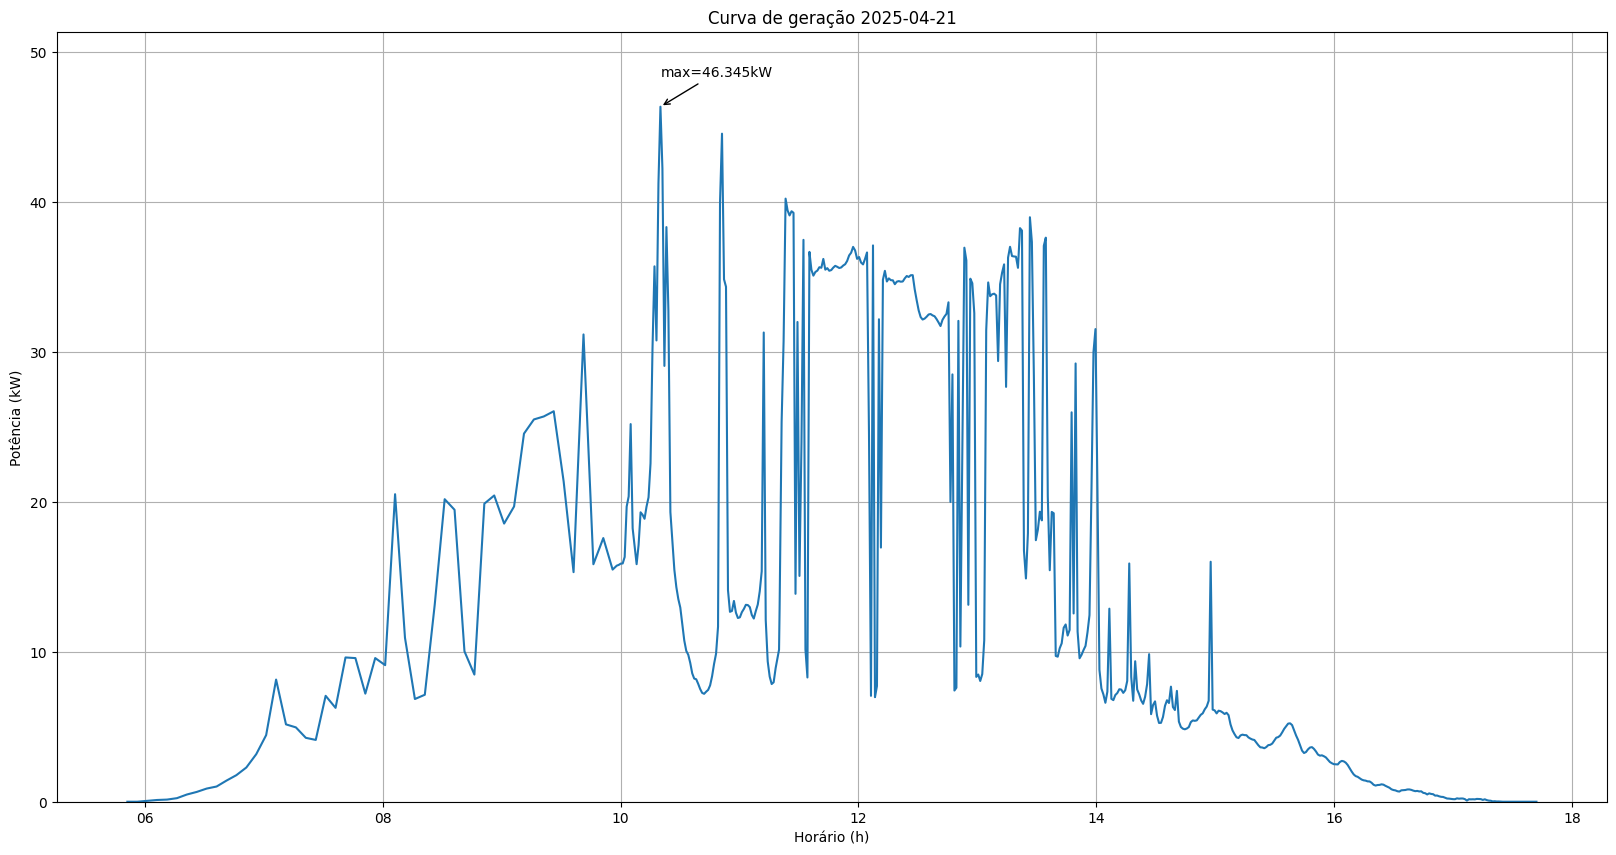 Curva de geração 2025-04-21
50
max=46.345kW
40
30
Potência (kW)
20
10
0
06 08 10 12 14 16 18
Horário (h)